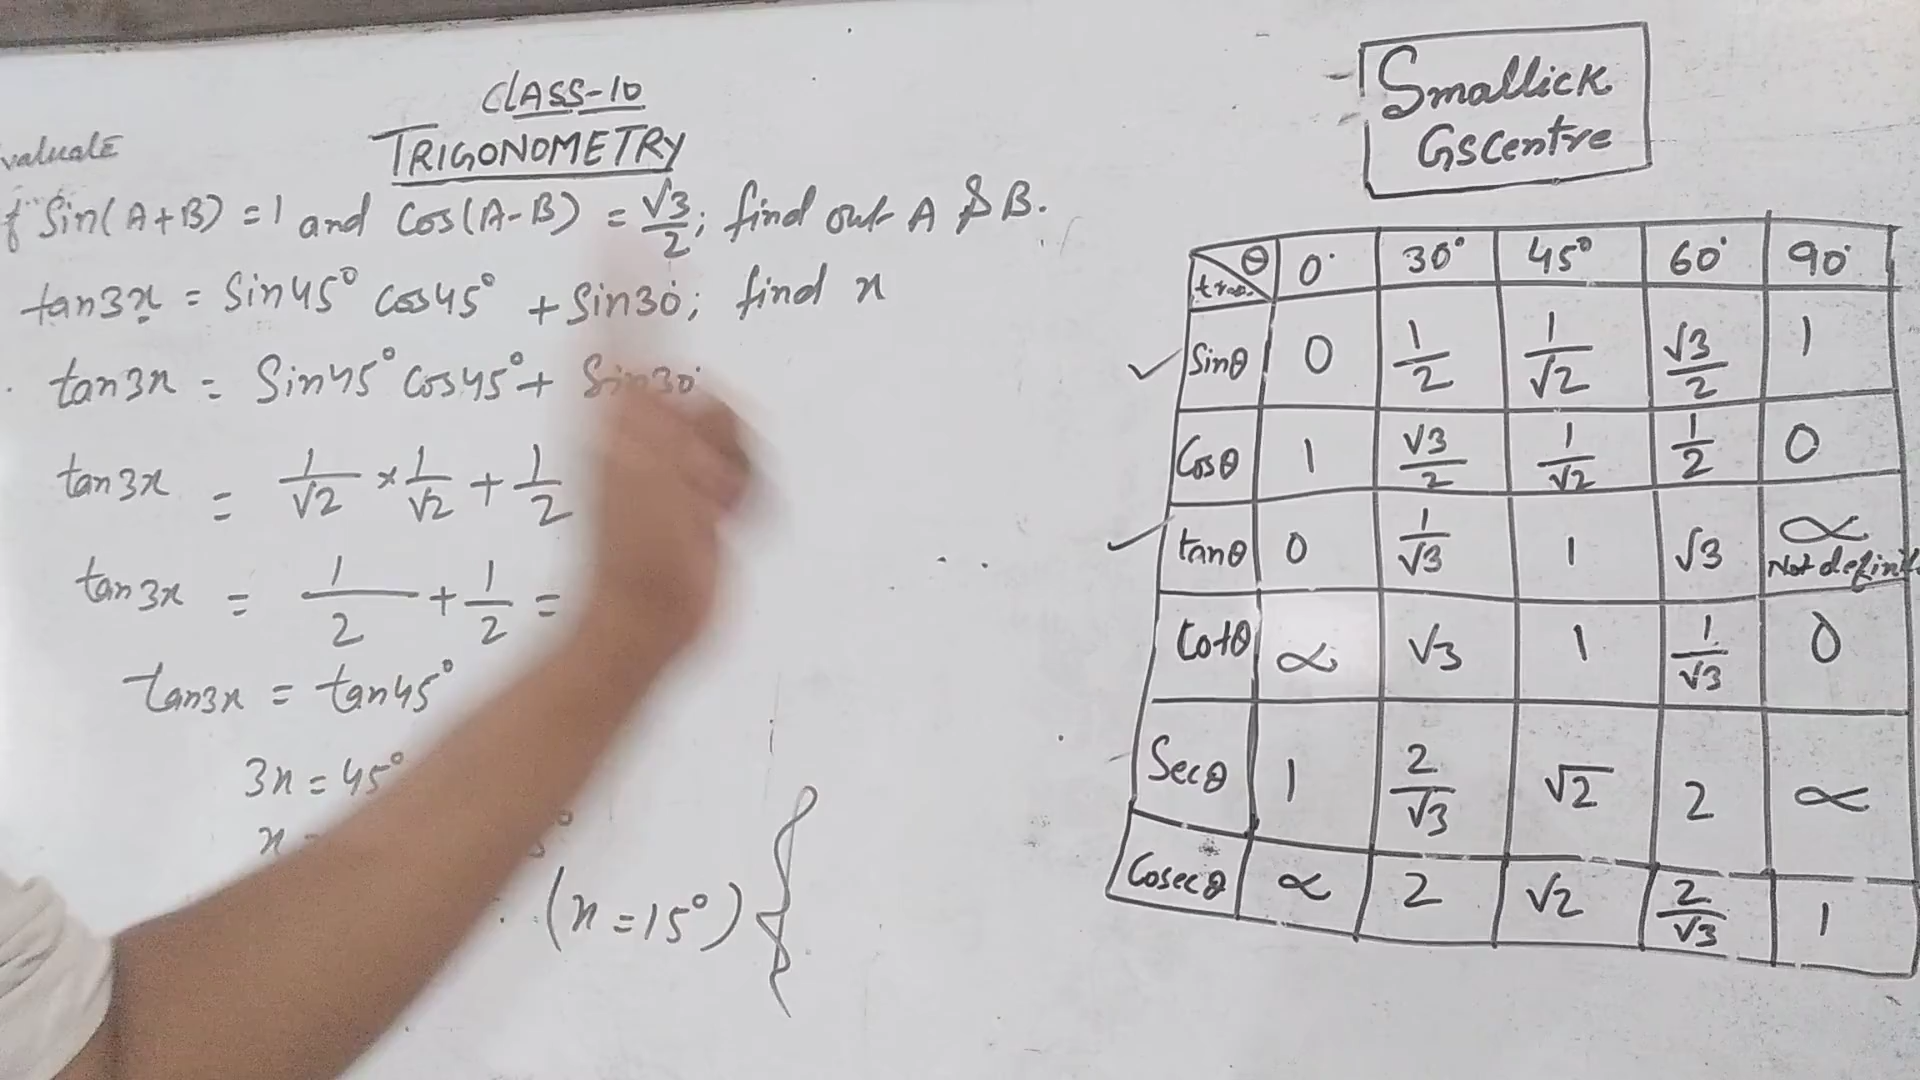 CLASS-10
TRIGONOMETRY
valuate
f Sin(A+B) = 1 and Cos(A-B) = √3/2; find out A & B.
tan3x = Sin45° Cos45° + Sin30°; find x
tan3x = Sin45° Cos45° + Sin30°
tan3x = 1/√2 × 1/√2 + 1/2
tan3x = 1/2 + 1/2 =
tan3x = tan45°
3x = 45°
x =
(x = 15°)
Smallick
GScentre
θ 0° 30° 45° 60° 90°
Sinθ 0 1/2 1/√2 √3/2 1
Cosθ 1 √3/2 1/√2 1/2 0
tanθ 0 1/√3 1 √3 ∝
Not defin
Cotθ ∝ √3 1 1/√3 0
Secθ 1 2/√3 √2 2 ∝
Cosecθ ∝ 2 √2 2/√3 1